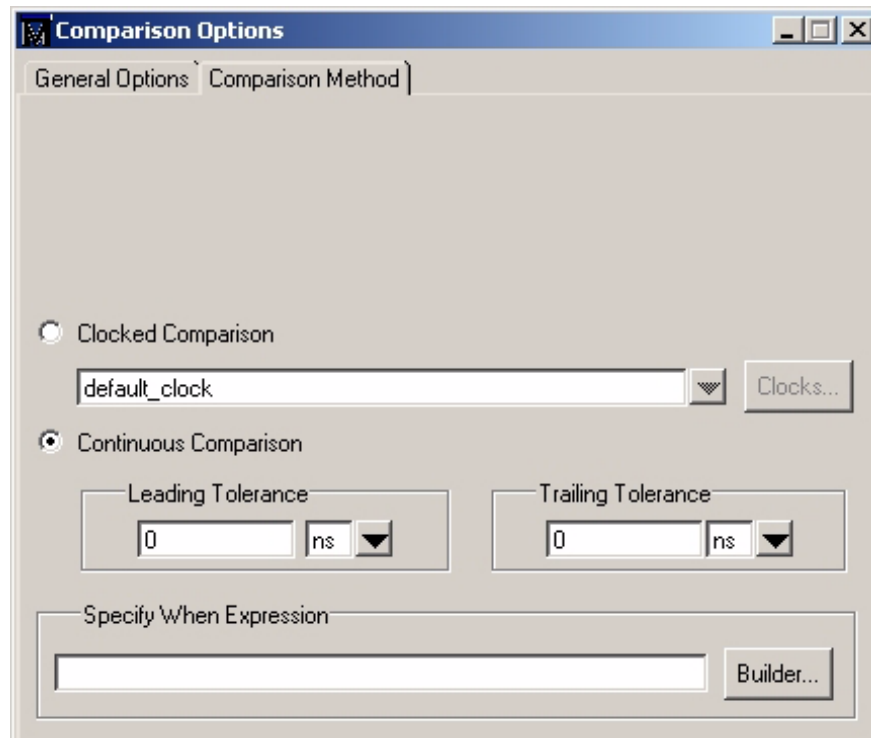 Comparison Options
General Options Comparison Method
Clocked Comparison
default_clock Clocks...
Continuous Comparison
Leading Tolerance Trailing Tolerance
0 ns 0 ns
Specify When Expression
Builder...